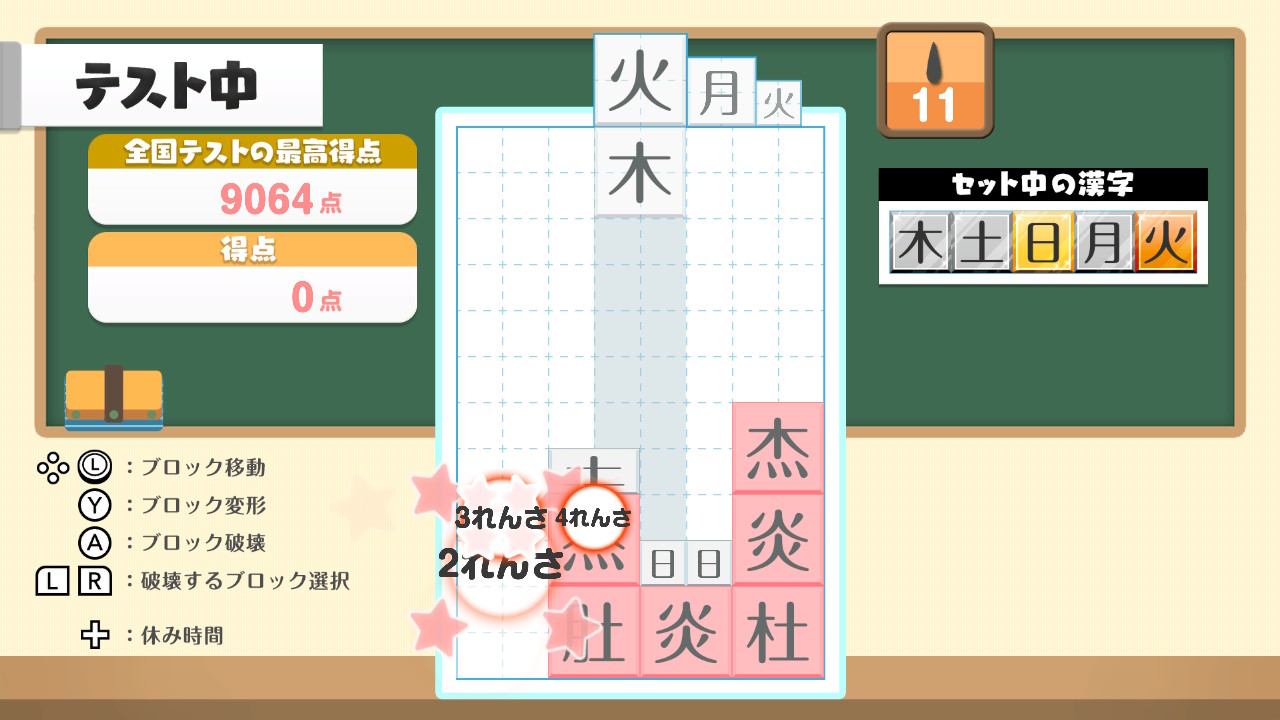 テスト中
全国テストの最高得点
9064点
得点
0点
:ブロック移動
Y:ブロック変形
A:ブロック破壊
L R:破壊するブロック選択
:休み時間
火月火
木
杰
3れんさ 4れんさ
2れんさ
日日
炎
肚炎杜
11
セット中の漢字
木土日月火